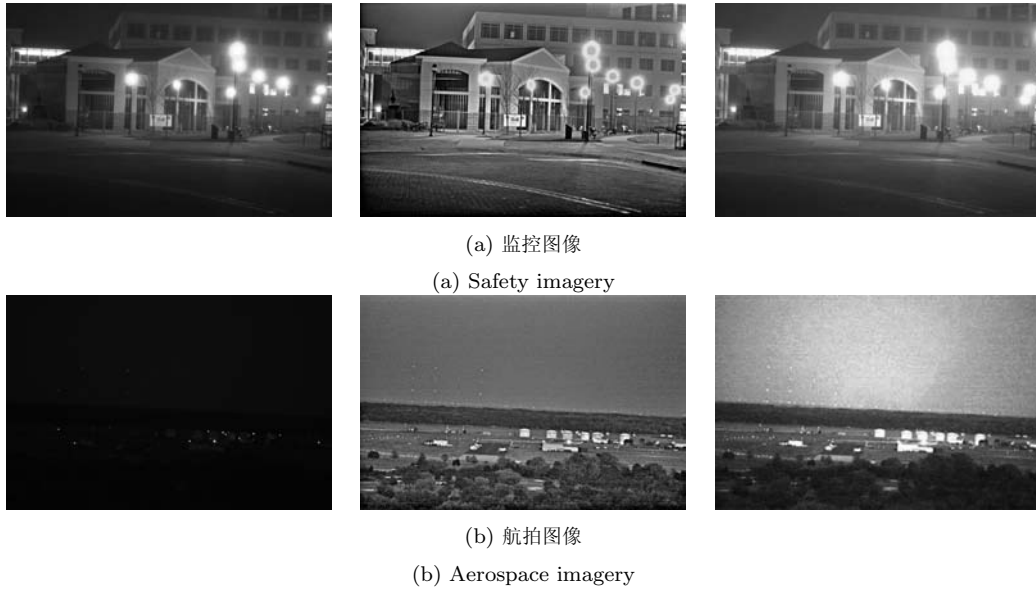 (a) 监控图像
(a) Safety imagery
(b) 航拍图像
(b) Aerospace imagery